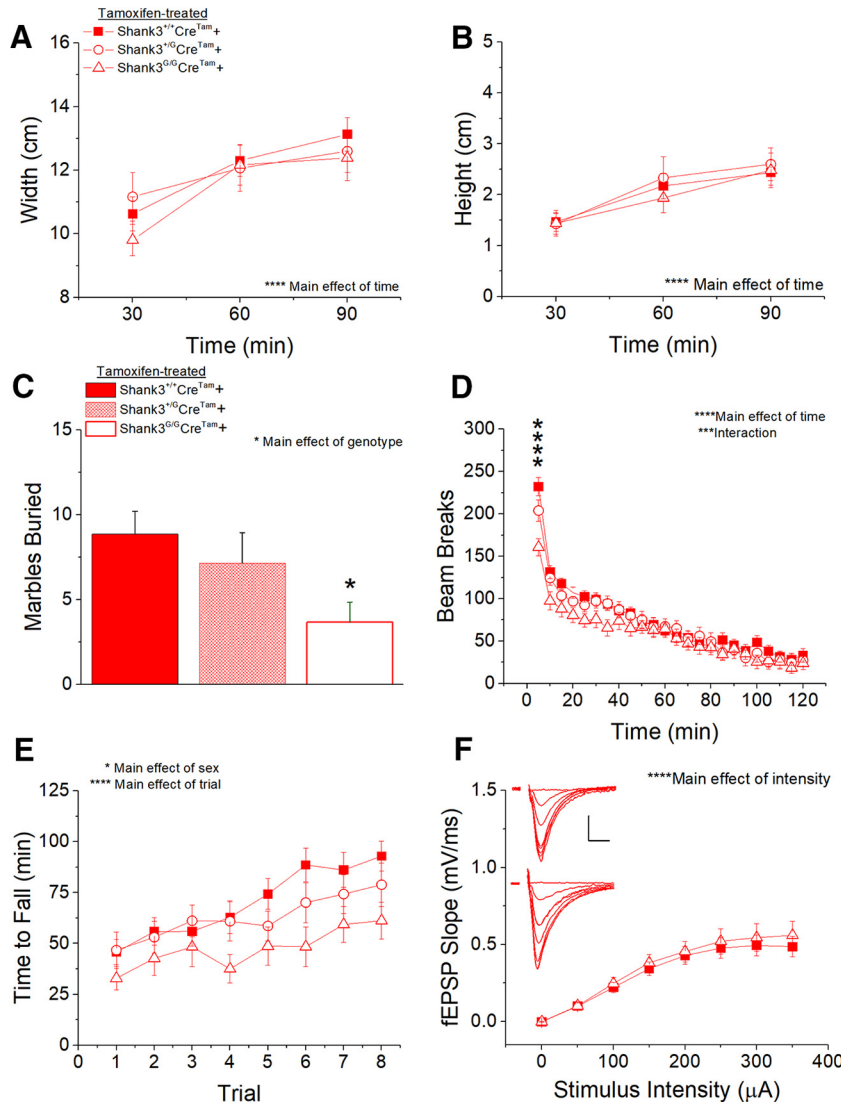 A
Tamoxifen-treated
Shank3+/+CreTam+
Shank3+/GCreTam+
Shank3G/GCreTam+
16
14
12
10
8
Width (cm)
**** Main effect of time
30 60 90
Time (min)
B
5
4
3
2
1
0
Height (cm)
**** Main effect of time
30 60 90
Time (min)
C
Tamoxifen-treated
Shank3+/+CreTam+
Shank3+/GCreTam+
Shank3G/GCreTam+
* Main effect of genotype
15
10
5
0
Marbles Buried
*
D
****Main effect of time
***Interaction
****
300
250
200
150
100
50
0
Beam Breaks
0 20 40 60 80 100 120
Time (min)
E
* Main effect of sex
**** Main effect of trial
125
100
75
50
25
0
Time to Fall (min)
1 2 3 4 5 6 7 8
Trial
F
****Main effect of intensity
1.5
1.0
0.5
0.0
fEPSP Slope (mV/ms)
0 100 200 300 400
Stimulus Intensity (μA)